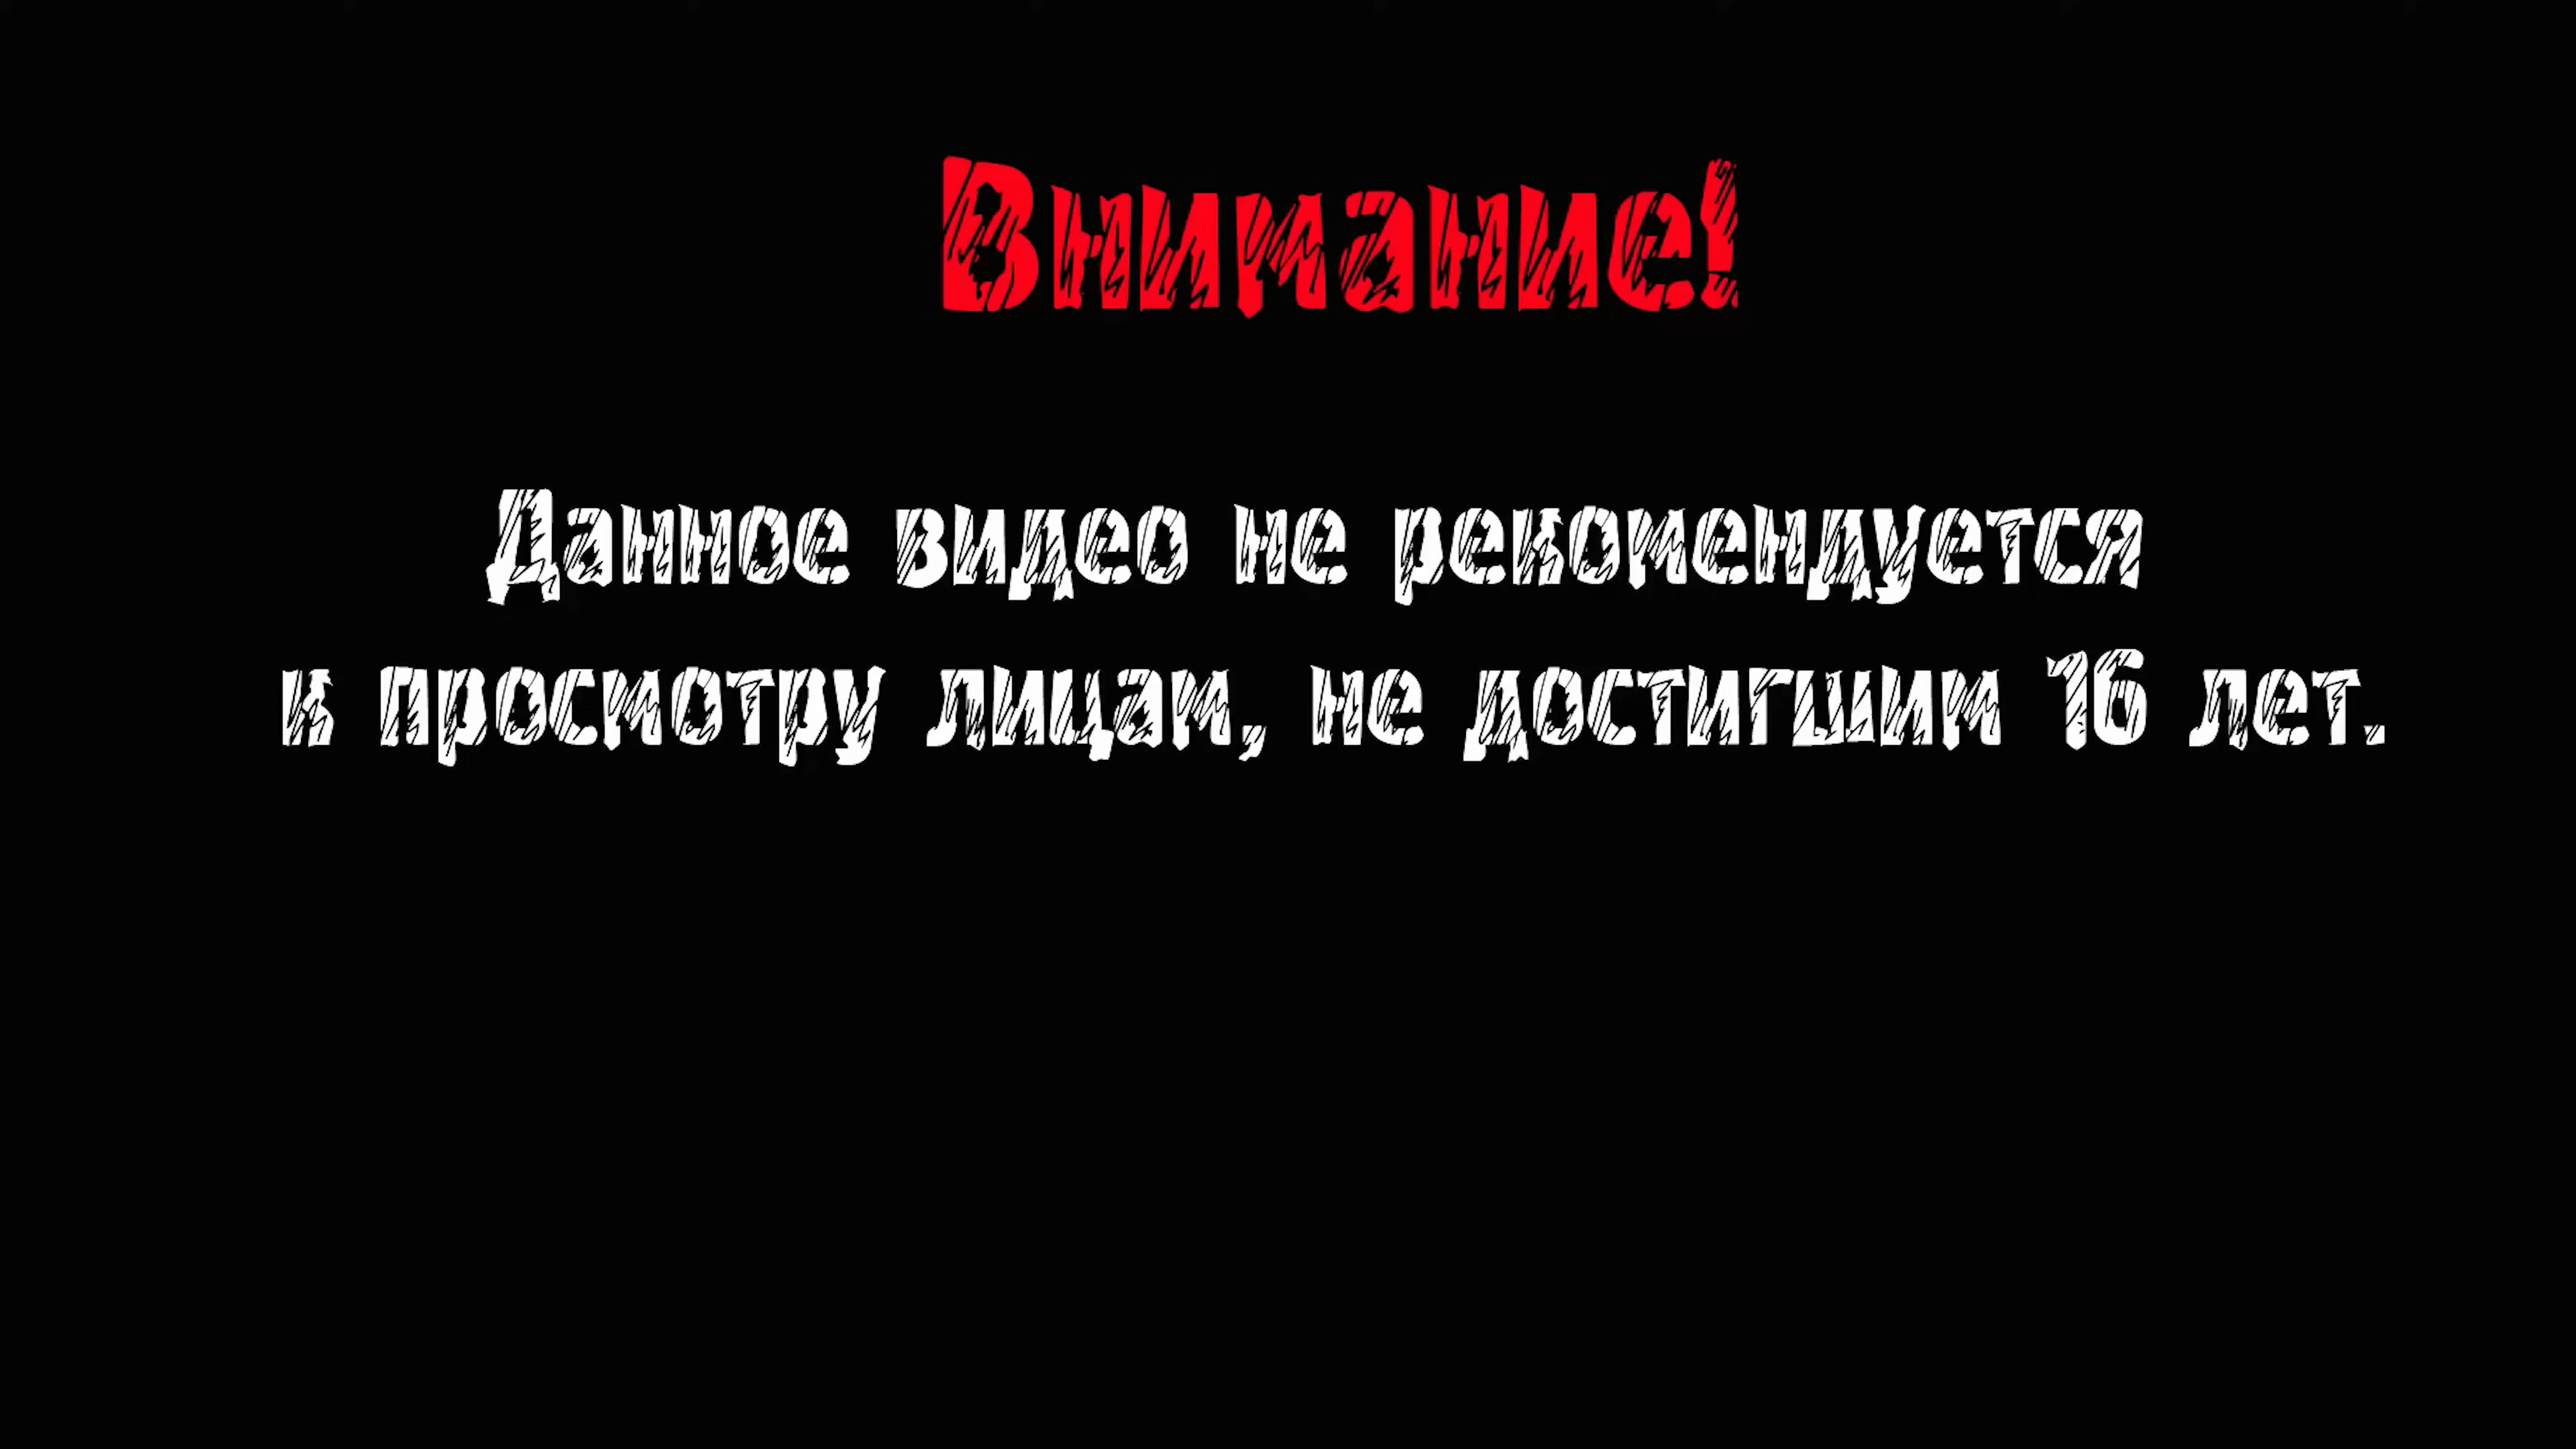 Внимание!
Данное видео не рекомендуется
к просмотру лицам, не достигшим 16 лет.